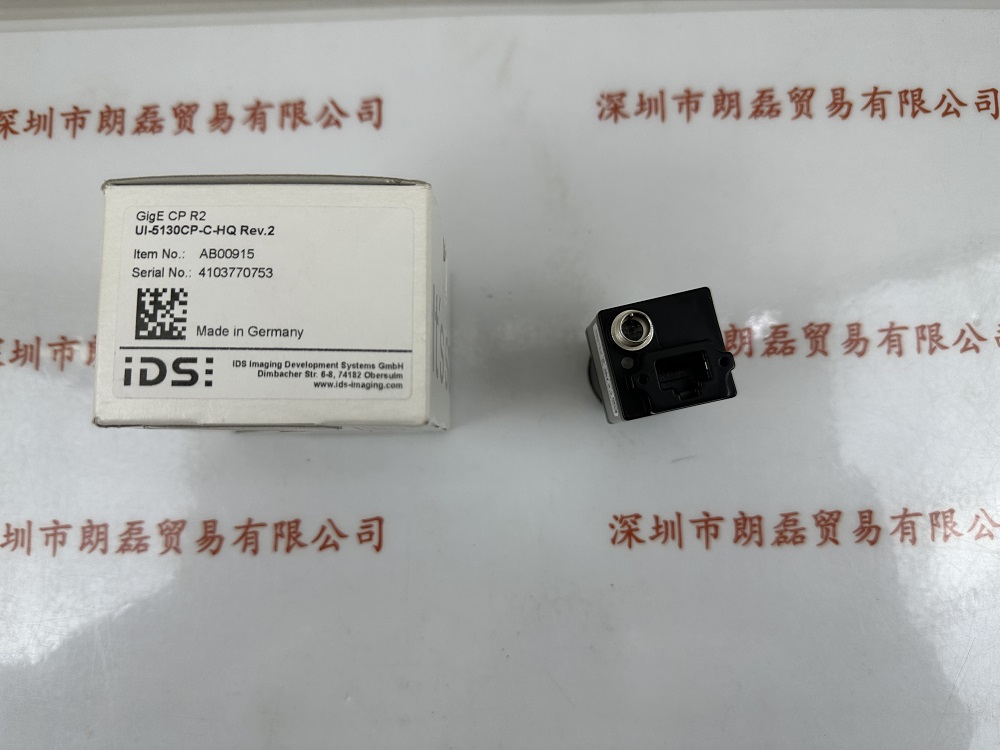 深圳市朗磊贸易有限公司
深圳市朗磊贸易有限公司
GigE CP R2
UI-5130CP-C-HQ Rev.2
Item No.: AB00915
Serial No.: 4103770753
Made in Germany
IDS:
IDS Imaging Development Systems GmbH
Dimbacher Str. 6-8, 74182 Obersulm
www.ids-imaging.com
深圳市
朗磊贸易有限公司
圳市朗磊贸易有限公司
深圳市朗磊贸易有限公